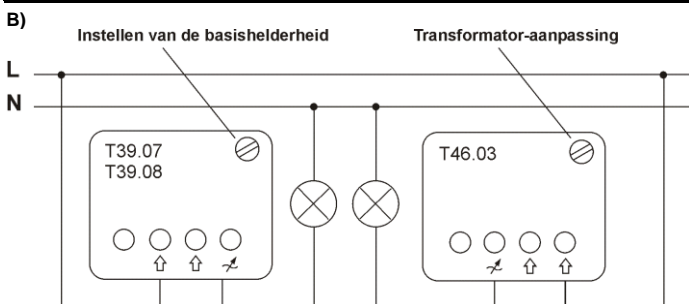 B)
Instellen van de basishelderheid
Transformator-aanpassing
L
N
T39.07
T39.08
T46.03